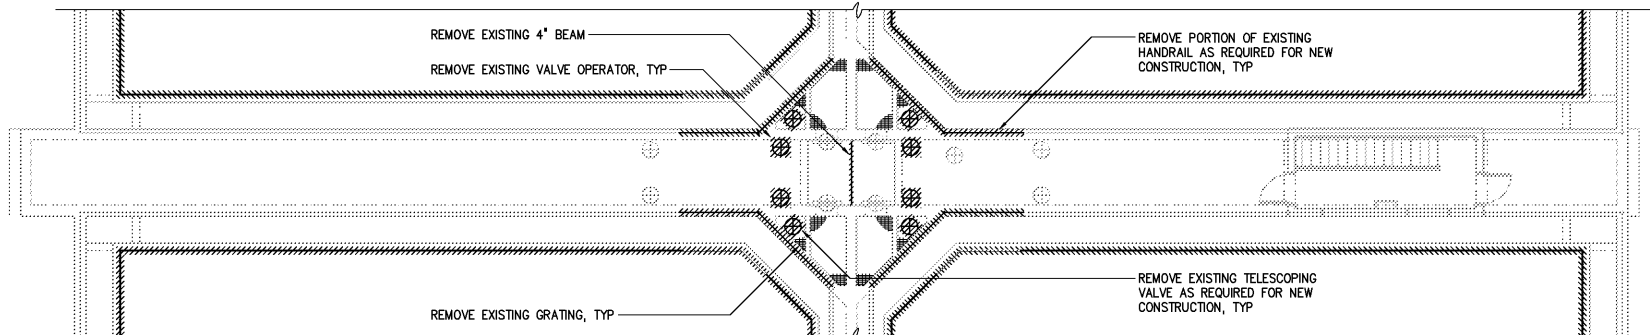 REMOVE EXISTING 4" BEAM
REMOVE EXISTING VALVE OPERATOR, TYP
REMOVE PORTION OF EXISTING
HANDRAIL AS REQUIRED FOR NEW
CONSTRUCTION, TYP
REMOVE EXISTING GRATING, TYP
REMOVE EXISTING TELESCOPING
VALVE AS REQUIRED FOR NEW
CONSTRUCTION, TYP